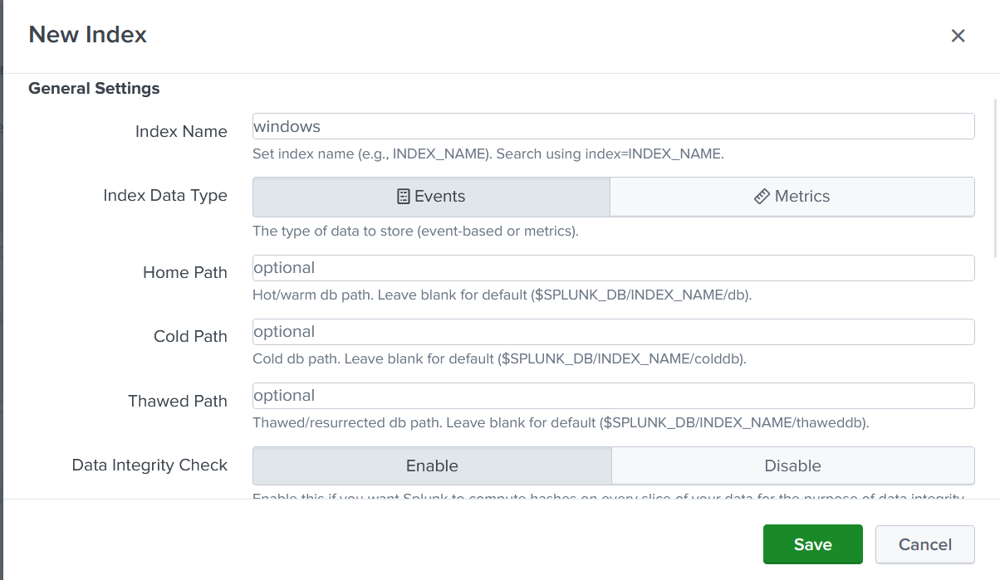 New Index
General Settings
Index Name
windows
Set index name (e.g., INDEX_NAME). Search using index=INDEX_NAME.
Index Data Type
Events
Metrics
The type of data to store (event-based or metrics).
Home Path
optional
Hot/warm db path. Leave blank for default ($SPLUNK_DB/INDEX_NAME/db).
Cold Path
optional
Cold db path. Leave blank for default ($SPLUNK_DB/INDEX_NAME/colddb).
Thawed Path
optional
Thawed/resurrected db path. Leave blank for default ($SPLUNK_DB/INDEX_NAME/thaweddb).
Data Integrity Check
Enable
Disable
Enable this if you want Splunk to compute hashes on every slice of your data for the purpose of data integrity.
Save
Cancel